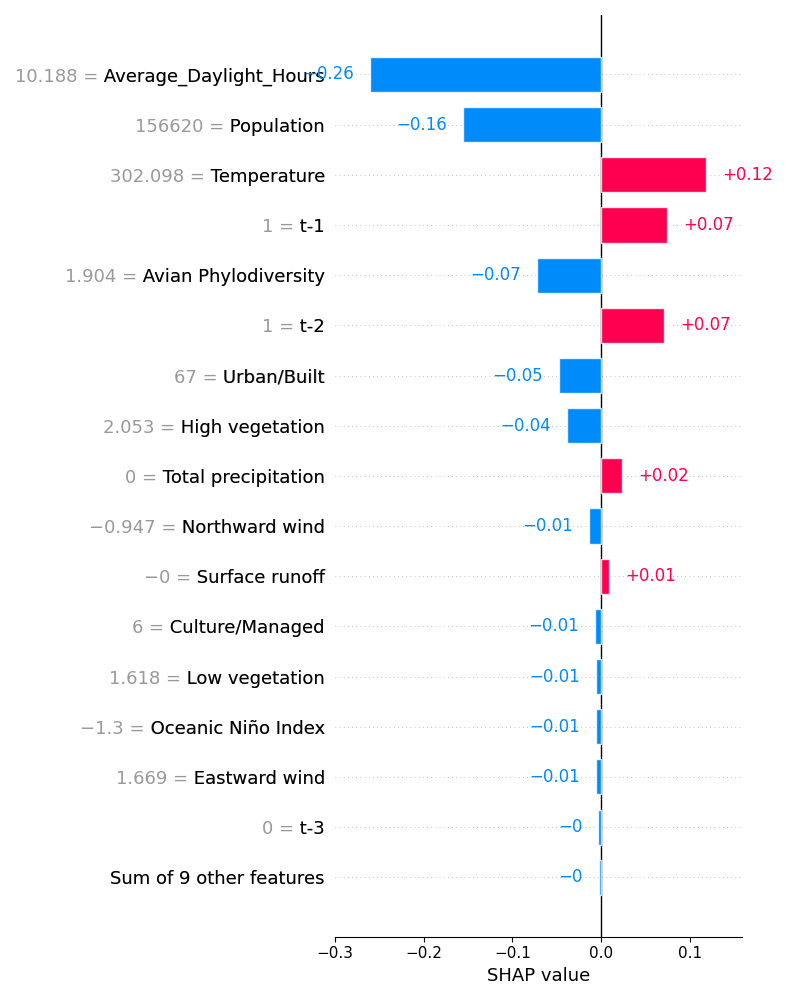 10.188 = Average_Daylight_Hours −0.26
156620 = Population −0.16
302.098 = Temperature +0.12
1 = t-1 +0.07
1.904 = Avian Phylodiversity −0.07
1 = t-2 +0.07
67 = Urban/Built −0.05
2.053 = High vegetation −0.04
0 = Total precipitation +0.02
−0.947 = Northward wind −0.01
−0 = Surface runoff +0.01
6 = Culture/Managed −0.01
1.618 = Low vegetation −0.01
−1.3 = Oceanic Niño Index −0.01
1.669 = Eastward wind −0.01
0 = t-3 −0
Sum of 9 other features −0
−0.3 −0.2 −0.1 0.0 0.1
SHAP value